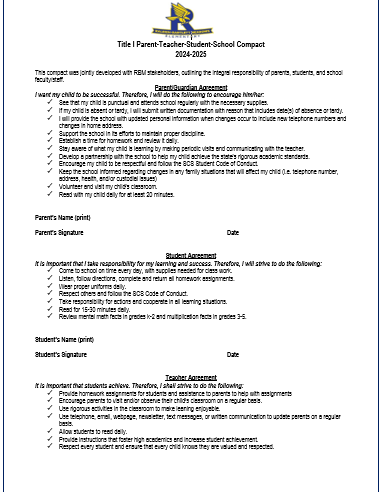 ELEMENTARY
Title I Parent-Teacher-Student-School Compact
2024-2025
This compact was jointly developed with RBM stakeholders, outlining the integral responsibility of parents, students, and school
faculty/staff.
Parent/Guardian Agreement
I want my child to be successful. Therefore, I will do the following to encourage him/her:
✓ See that my child is punctual and attends school regularly with the necessary supplies.
✓ If my child is absent or tardy, I will submit written documentation with reason that includes date(s) of absence or tardy.
✓ I will provide the school with updated personal information when changes occur to include new telephone numbers and
changes in home address.
✓ Support the school in its efforts to maintain proper discipline.
✓ Establish a time for homework and review it daily.
✓ Stay aware of what my child is learning by making periodic visits and communicating with the teacher.
✓ Develop a partnership with the school to help my child achieve the state's rigorous academic standards.
✓ Encourage my child to be respectful and follow the SCS Student Code of Conduct.
✓ Keep the school informed regarding changes in any family situations that will affect my child (i.e. telephone number,
address, health, and/or custodial issues)
✓ Volunteer and visit my child's classroom.
✓ Read with my child daily for at least 20 minutes.
Parent's Name (print)
Parent's Signature Date
Student Agreement
It is important that I take responsibility for my learning and success. Therefore, I will strive to do the following:
✓ Come to school on time every day, with supplies needed for class work.
✓ Listen, follow directions, complete and return all homework assignments.
✓ Wear proper uniforms daily.
✓ Respect others and follow the SCS Code of Conduct.
✓ Take responsibility for actions and cooperate in all learning situations.
✓ Read for 15-30 minutes daily.
✓ Review mental math facts in grades k-2 and multiplication facts in grades 3-5.
Student's Name (print)
Student's Signature Date
Teacher Agreement
It is important that students achieve. Therefore, I shall strive to do the following:
✓ Provide homework assignments for students and assistance to parents to help with assignments
✓ Encourage parents to visit and/or observe their child's classroom on a regular basis.
✓ Use rigorous activities in the classroom to make learning enjoyable.
✓ Use telephone, email, webpage, newsletter, text messages, or written communication to update parents on a regular
basis.
✓ Allow students to read daily.
✓ Provide instructions that foster high academics and increase student achievement.
✓ Respect every student and ensure that every child knows they are valued and respected.